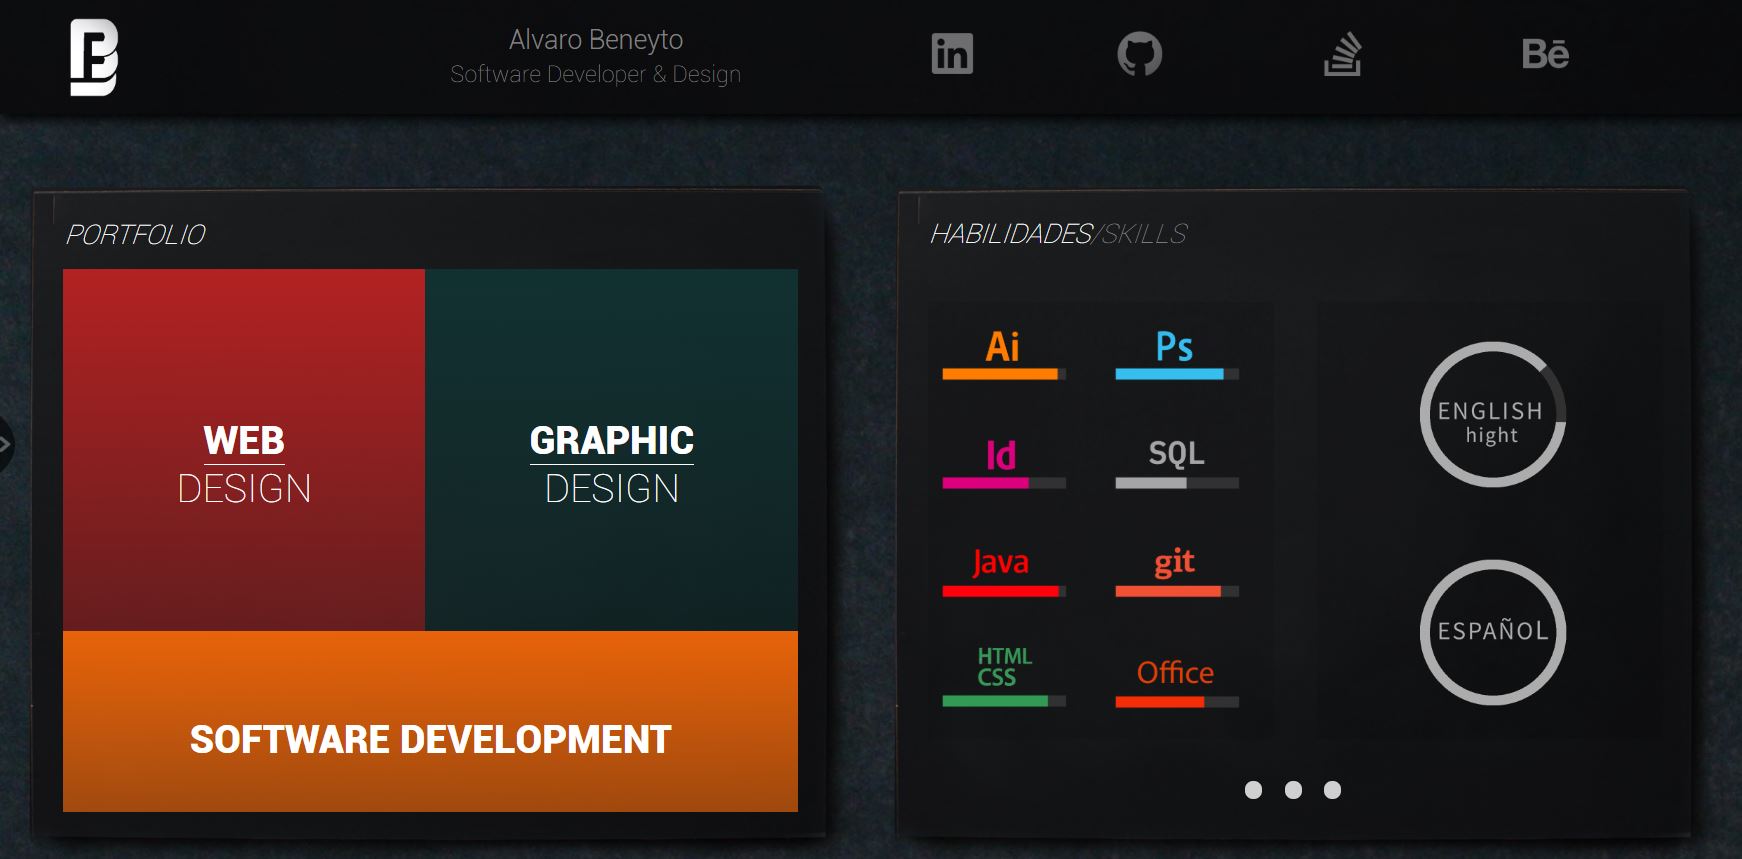 Alvaro Beneyto
Software Developer & Design
in
Bē
PORTFOLIO
WEB
DESIGN
GRAPHIC
DESIGN
SOFTWARE DEVELOPMENT
HABILIDADES/SKILLS
Ai
Ps
Id
SQL
Java
git
HTML
CSS
Office
ENGLISH
hight
ESPAÑOL